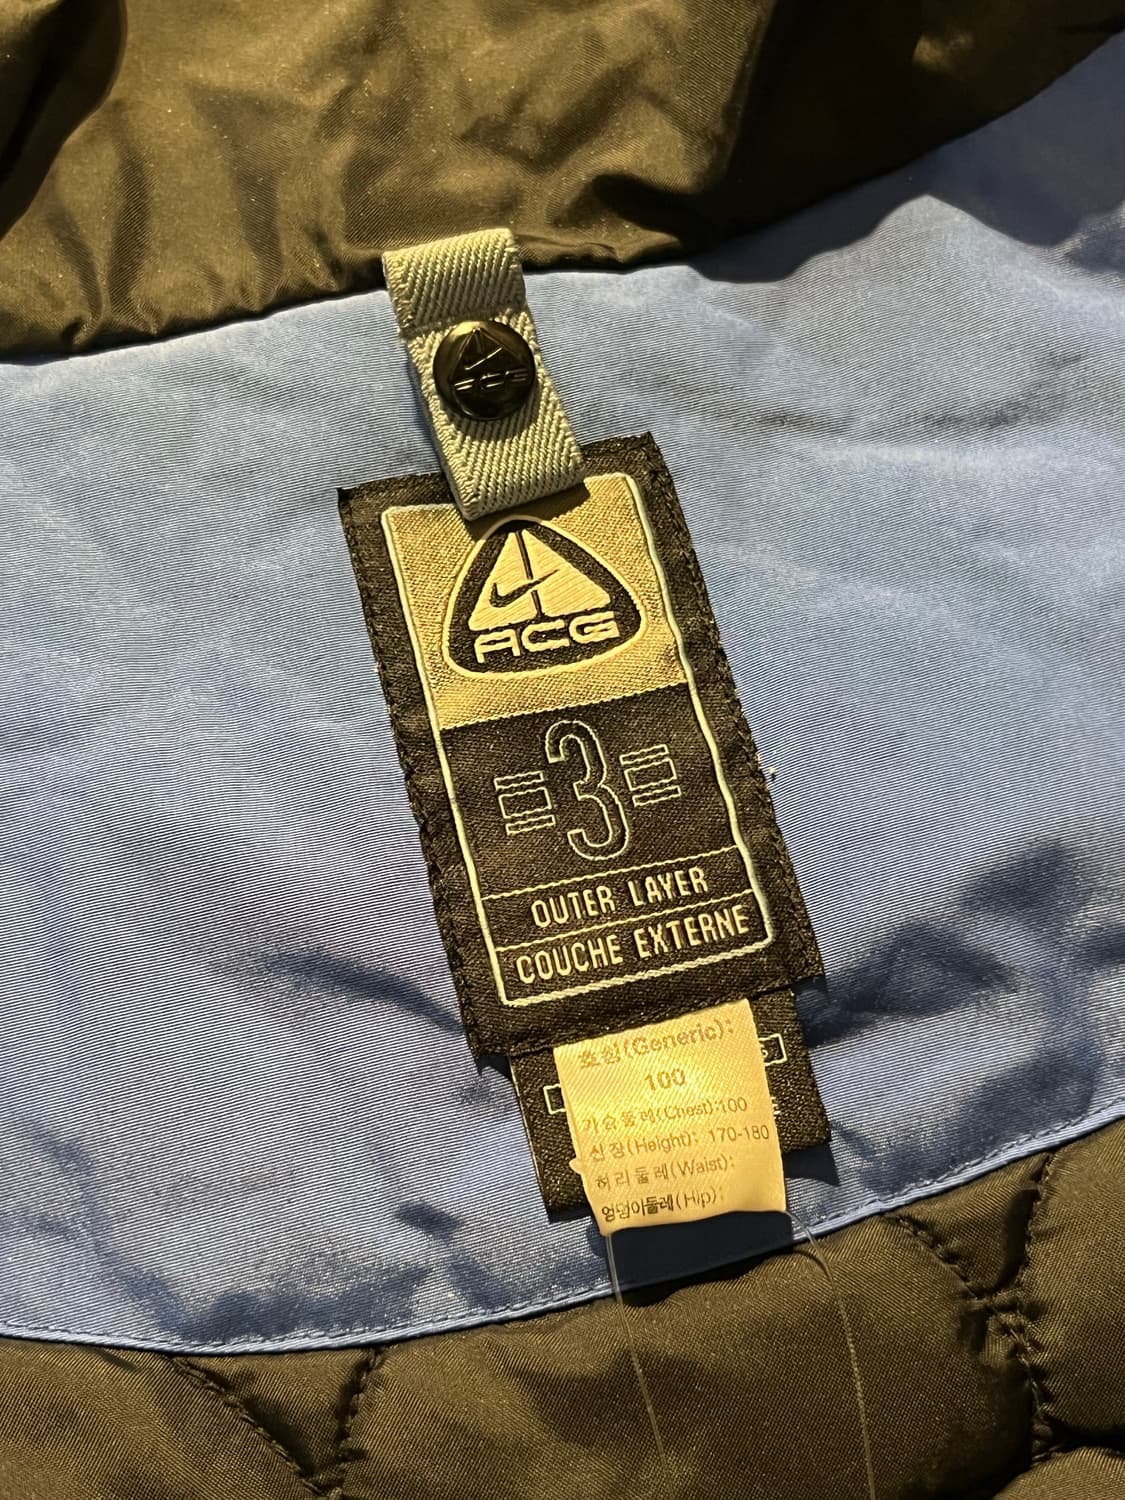 ACG
ACG
3
OUTER LAYER
COUCHE EXTERNE
호칭(Generic):
100
가슴둘레(Chest):100
신장(Height): 170-180
허리둘레(Waist):
엉덩이둘레(Hip):
S